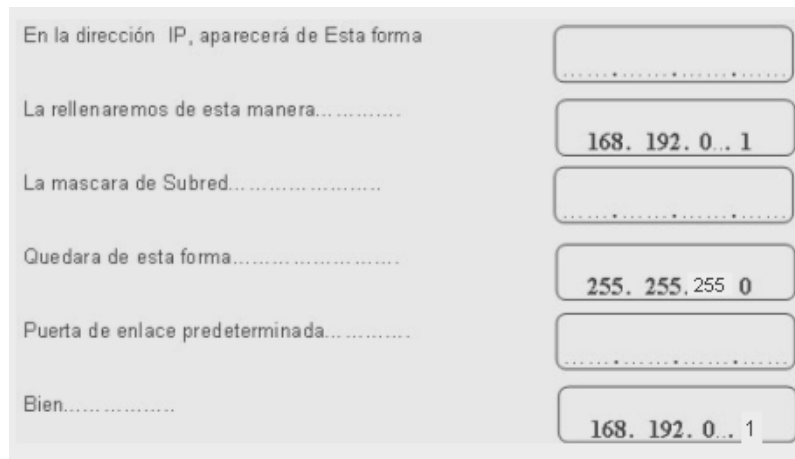 En la dirección IP, aparecerá de Esta forma
......•......•......•......
La rellenaremos de esta manera.............
168. 192. 0... 1
La mascara de Subred.......................
......•......•......•......
Quedara de esta forma.........................
255. 255. 255 0
Puerta de enlace predeterminada.............
......•......•......•......
Bien.................
168. 192. 0... 1